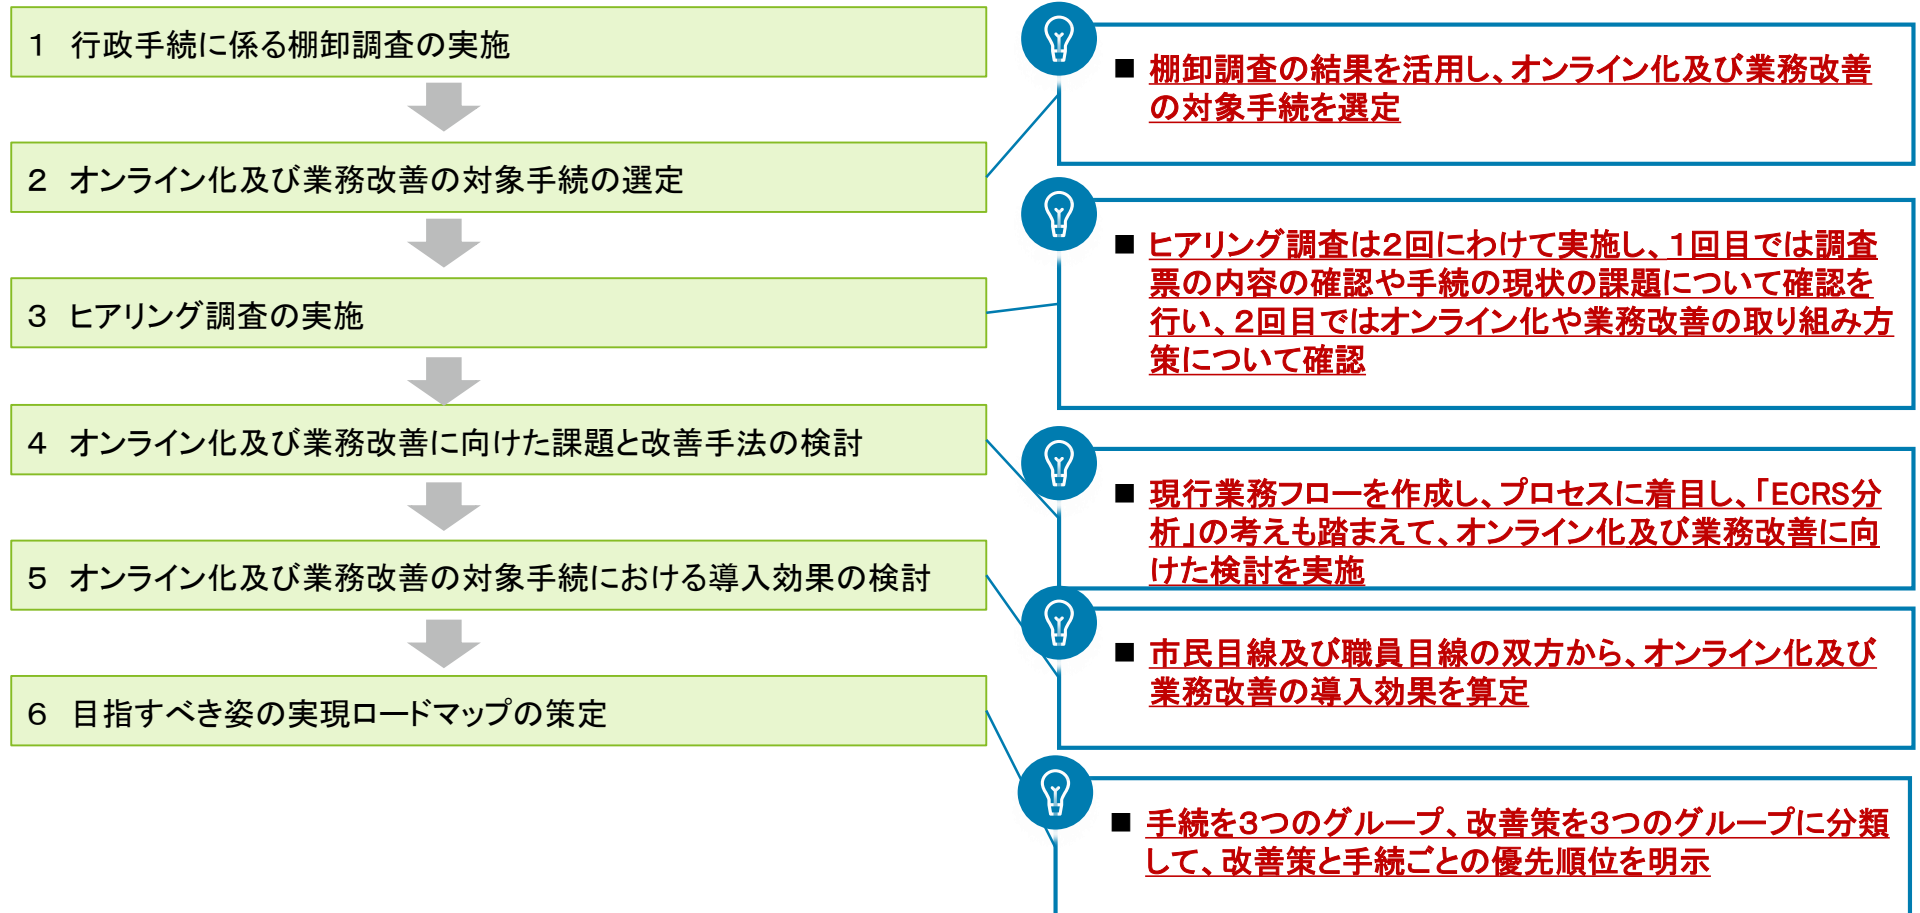 １　行政手続に係る棚卸調査の実施
２　オンライン化及び業務改善の対象手続の選定
３　ヒアリング調査の実施
４　オンライン化及び業務改善に向けた課題と改善手法の検討
５　オンライン化及び業務改善の対象手続における導入効果の検討
６　目指すべき姿の実現ロードマップの策定
■ 棚卸調査の結果を活用し、オンライン化及び業務改善
の対象手続を選定
■ ヒアリング調査は２回にわけて実施し、１回目では調査
票の内容の確認や手続の現状の課題について確認を
行い、２回目ではオンライン化や業務改善の取り組み方
策について確認
■ 現行業務フローを作成し、プロセスに着目し、「ECRS分
析」の考えも踏まえて、オンライン化及び業務改善に向
けた検討を実施
■ 市民目線及び職員目線の双方から、オンライン化及び
業務改善の導入効果を算定
■ 手続を３つのグループ、改善策を３つのグループに分類
して、改善策と手続ごとの優先順位を明示